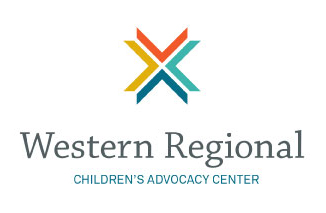 Western Regional
CHILDREN'S ADVOCACY CENTER